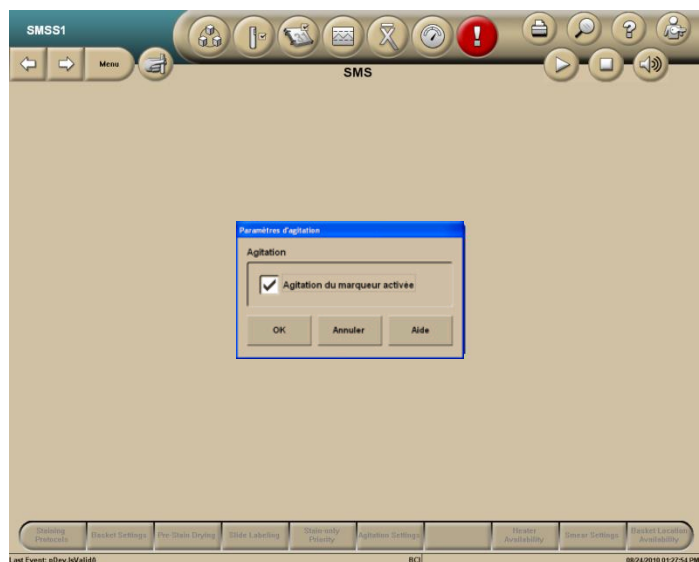 SMSS1
Menu
SMS
Paramètres d'agitation
Agitation
Agitation du marqueur activée
OK Annuler Aide
Staining Protocols
Basket Settings
Pre-Stain Drying
Slide Labeling
Stain-only Priority
Agitation Settings
Heater Availability
Smear Settings
Basket Location Availability
Last Event: pDev.IsValid() BCI 08/24/2010 01:27:54 PM